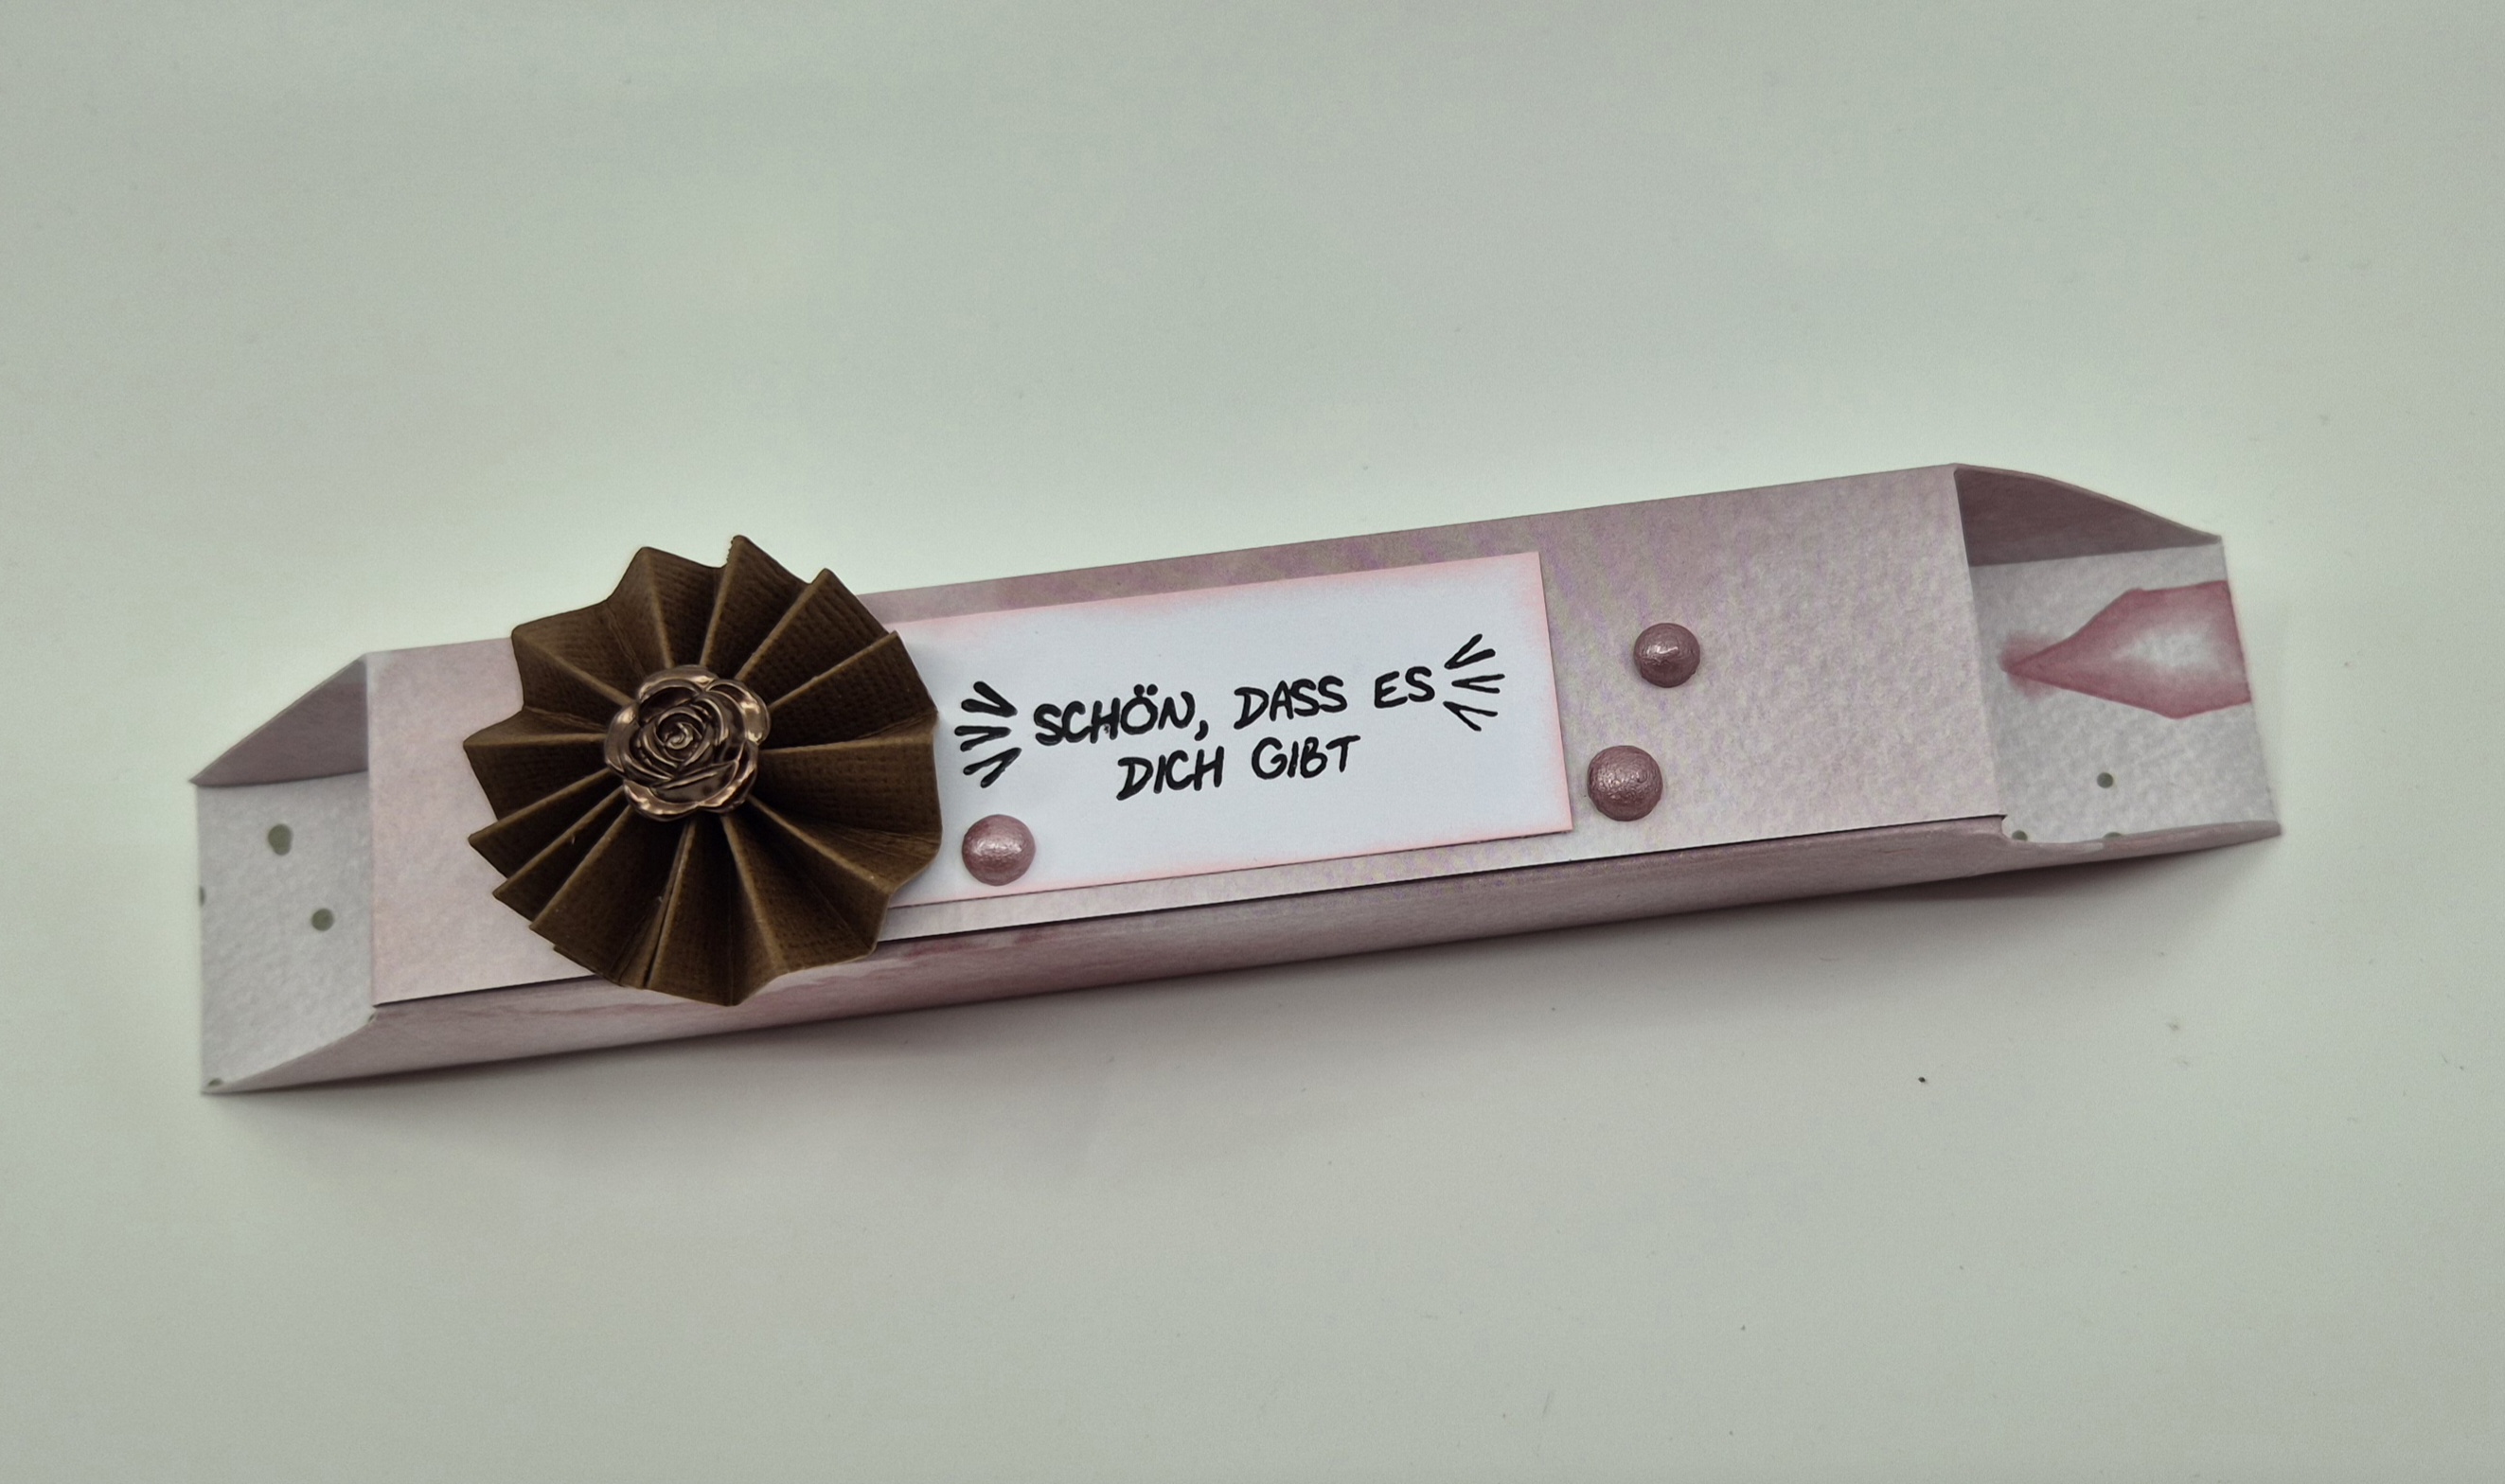 SCHÖN, DASS ES
DICH GIBT